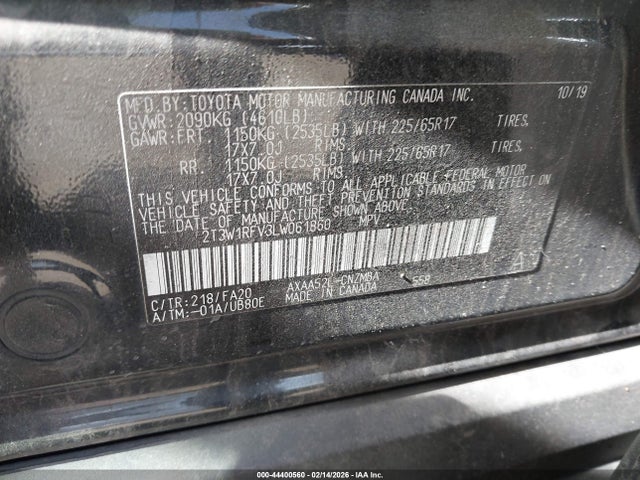 MFD.BY:TOYOTA MOTOR MANUFACTURING CANADA INC. 10/19
GVWR:2090KG (4610LB)
GAWR:FRT 1150KG (2535LB) WITH 225/65R17 TIRES,
17X7.0J RIMS,
RR 1150KG (2535LB) WITH 225/65R17 TIRES,
17X7.0J RIMS,
THIS VEHICLE CONFORMS TO ALL APPLICABLE FEDERAL MOTOR
VEHICLE SAFETY AND THEFT PREVENTION STANDARDS IN EFFECT ON
THE DATE OF MANUFACTURE SHOWN ABOVE.
2T3W1RFV3LW061860 MPV
C/TR:218/FA20 AXAA52L-CNZMBA 558
A/TM:-01A/UB80E MADE IN CANADA
000-44400560 - 02/14/2026 - IAA Inc.